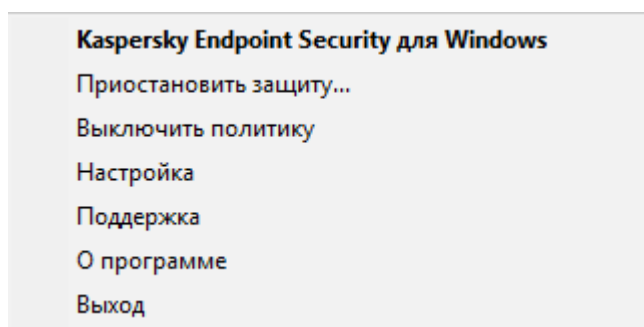 Kaspersky Endpoint Security для Windows
Приостановить защиту...
Выключить политику
Настройка
Поддержка
О программе
Выход